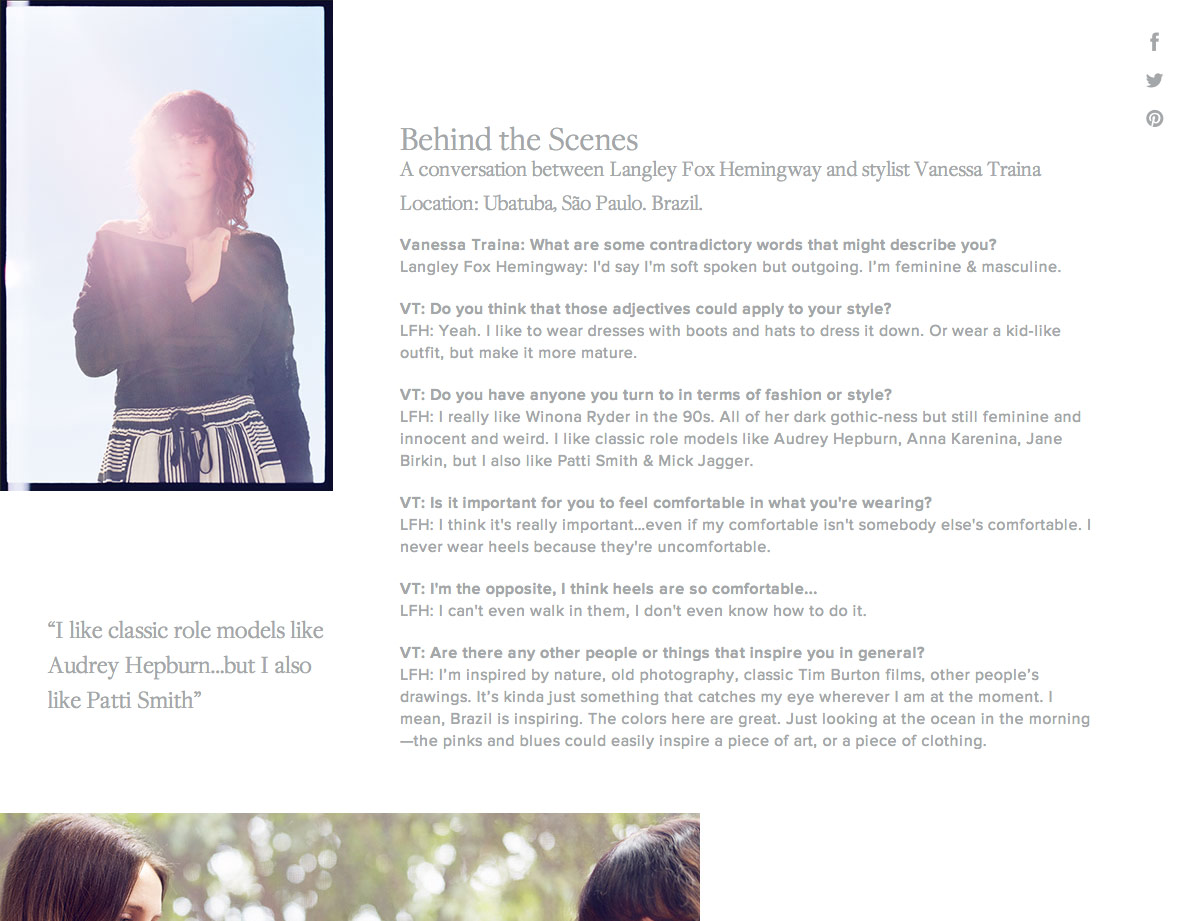 Behind the Scenes
A conversation between Langley Fox Hemingway and stylist Vanessa Traina
Location: Ubatuba, São Paulo. Brazil.
Vanessa Traina: What are some contradictory words that might describe you?
Langley Fox Hemingway: I'd say I'm soft spoken but outgoing. I'm feminine & masculine.
VT: Do you think that those adjectives could apply to your style?
LFH: Yeah. I like to wear dresses with boots and hats to dress it down. Or wear a kid-like
outfit, but make it more mature.
VT: Do you have anyone you turn to in terms of fashion or style?
LFH: I really like Winona Ryder in the 90s. All of her dark gothic-ness but still feminine and
innocent and weird. I like classic role models like Audrey Hepburn, Anna Karenina, Jane
Birkin, but I also like Patti Smith & Mick Jagger.
VT: Is it important for you to feel comfortable in what you're wearing?
LFH: I think it's really important...even if my comfortable isn't somebody else's comfortable. I
never wear heels because they're uncomfortable.
VT: I'm the opposite, I think heels are so comfortable...
LFH: I can't even walk in them, I don't even know how to do it.
VT: Are there any other people or things that inspire you in general?
LFH: I'm inspired by nature, old photography, classic Tim Burton films, other people's
drawings. It's kinda just something that catches my eye wherever I am at the moment. I
mean, Brazil is inspiring. The colors here are great. Just looking at the ocean in the morning
—the pinks and blues could easily inspire a piece of art, or a piece of clothing.
“I like classic role models like
Audrey Hepburn...but I also
like Patti Smith”